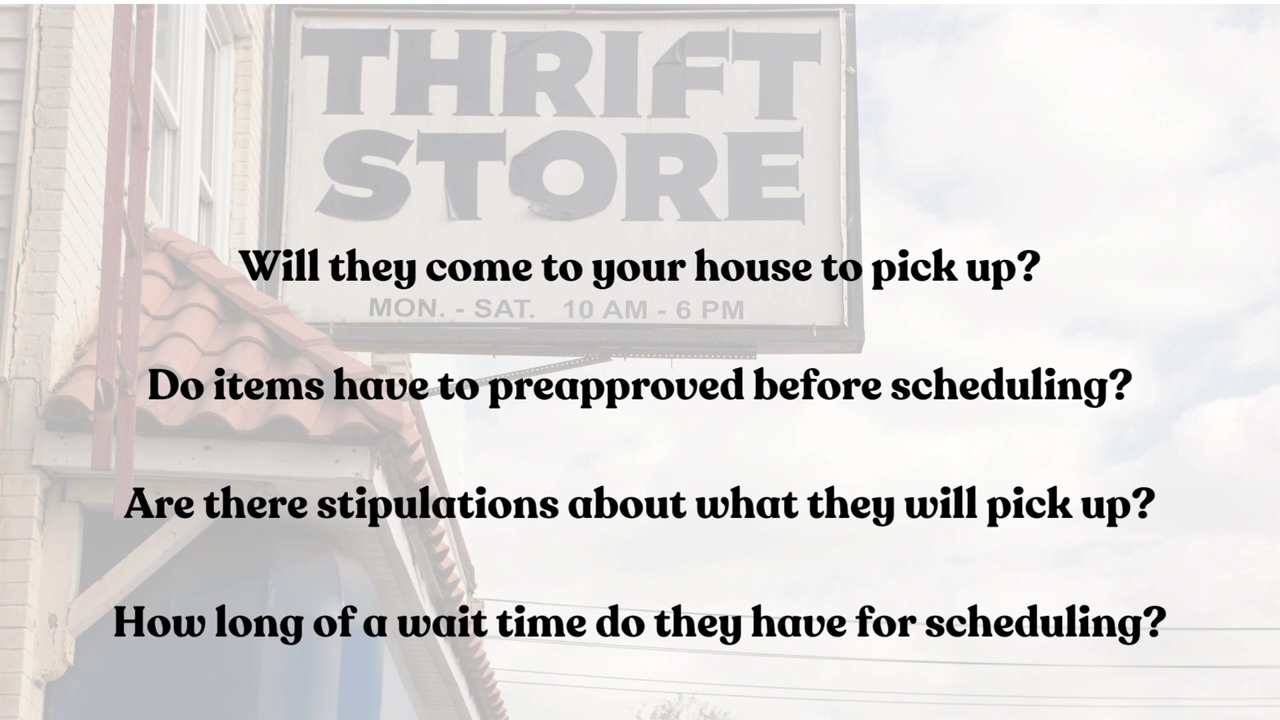 THRIFT
STORE
Will they come to your house to pick up?
MON. - SAT. 10 AM - 6 PM
Do items have to preapproved before scheduling?
Are there stipulations about what they will pick up?
How long of a wait time do they have for scheduling?